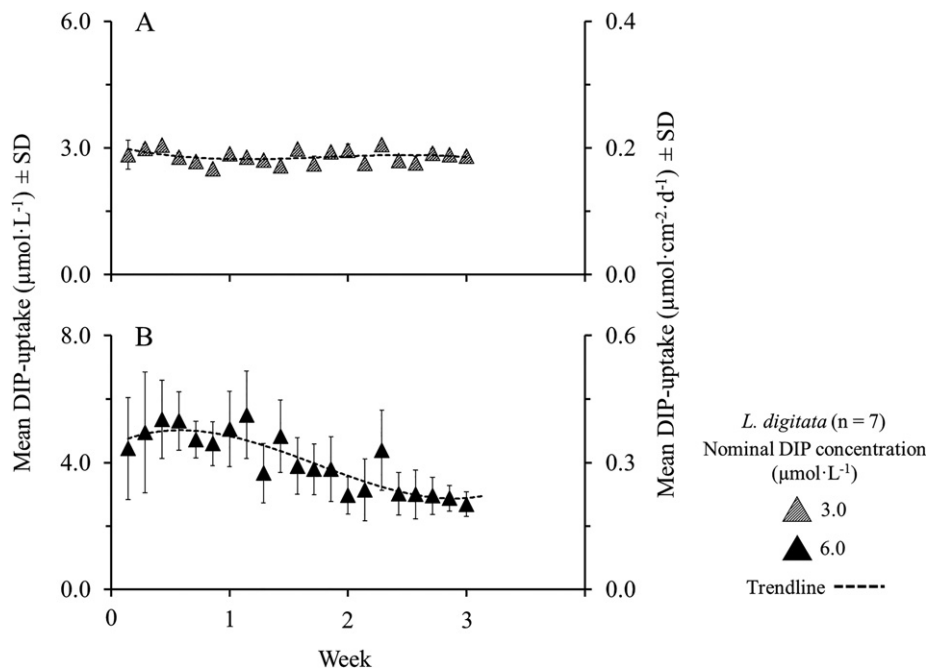 A
6.0
3.0
0.0
0.4
0.2
0.0
Mean DIP-uptake (µmol·L⁻¹) ± SD
Mean DIP-uptake (µmol·cm⁻²·d⁻¹) ± SD
B
8.0
4.0
0.0
0.6
0.3
0.0
0 1 2 3
Week
L. digitata (n = 7)
Nominal DIP concentration
(µmol·L⁻¹)
3.0
6.0
Trendline